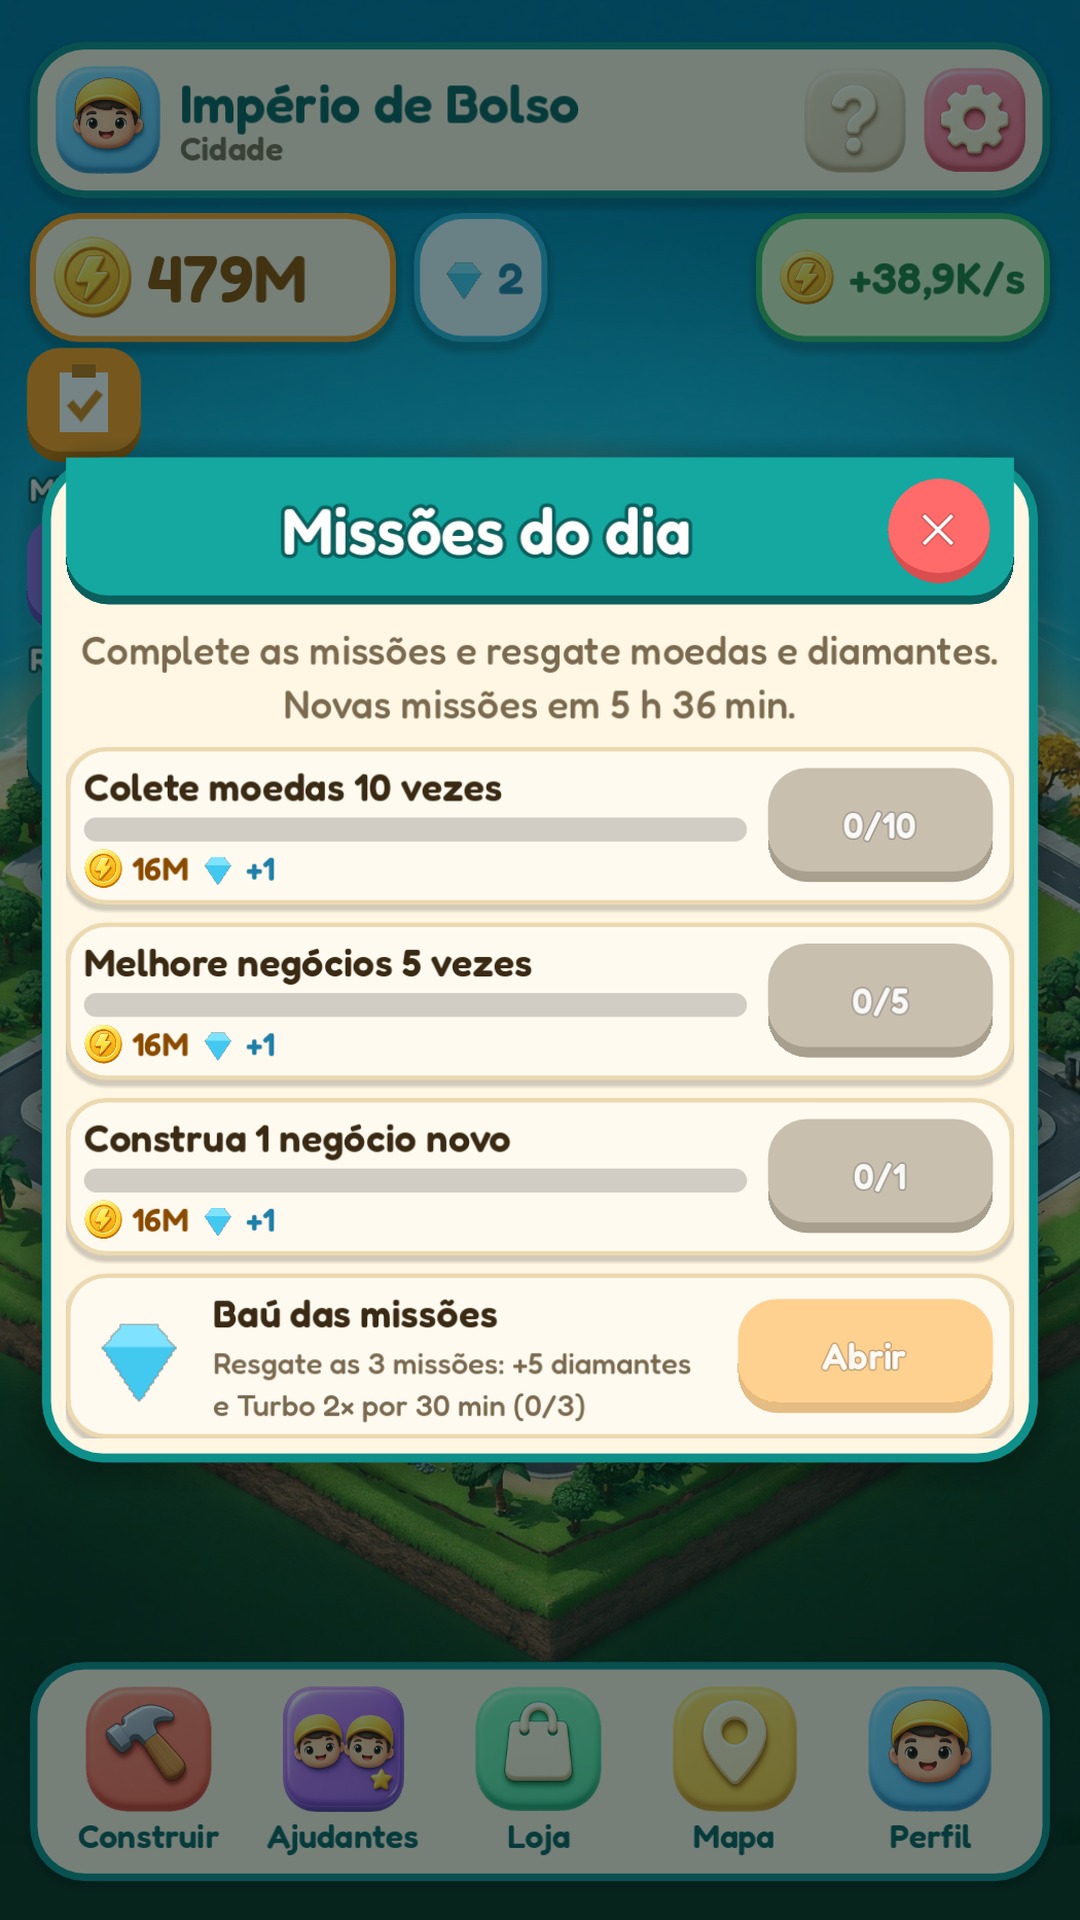 Império de Bolso
Cidade
479M
2
+38,9K/s
Missões do dia
Complete as missões e resgate moedas e diamantes.
Novas missões em 5 h 36 min.
Colete moedas 10 vezes
0/10
16M +1
Melhore negócios 5 vezes
0/5
16M +1
Construa 1 negócio novo
0/1
16M +1
Baú das missões
Resgate as 3 missões: +5 diamantes
e Turbo 2x por 30 min (0/3)
Abrir
Construir
Ajudantes
Loja
Mapa
Perfil